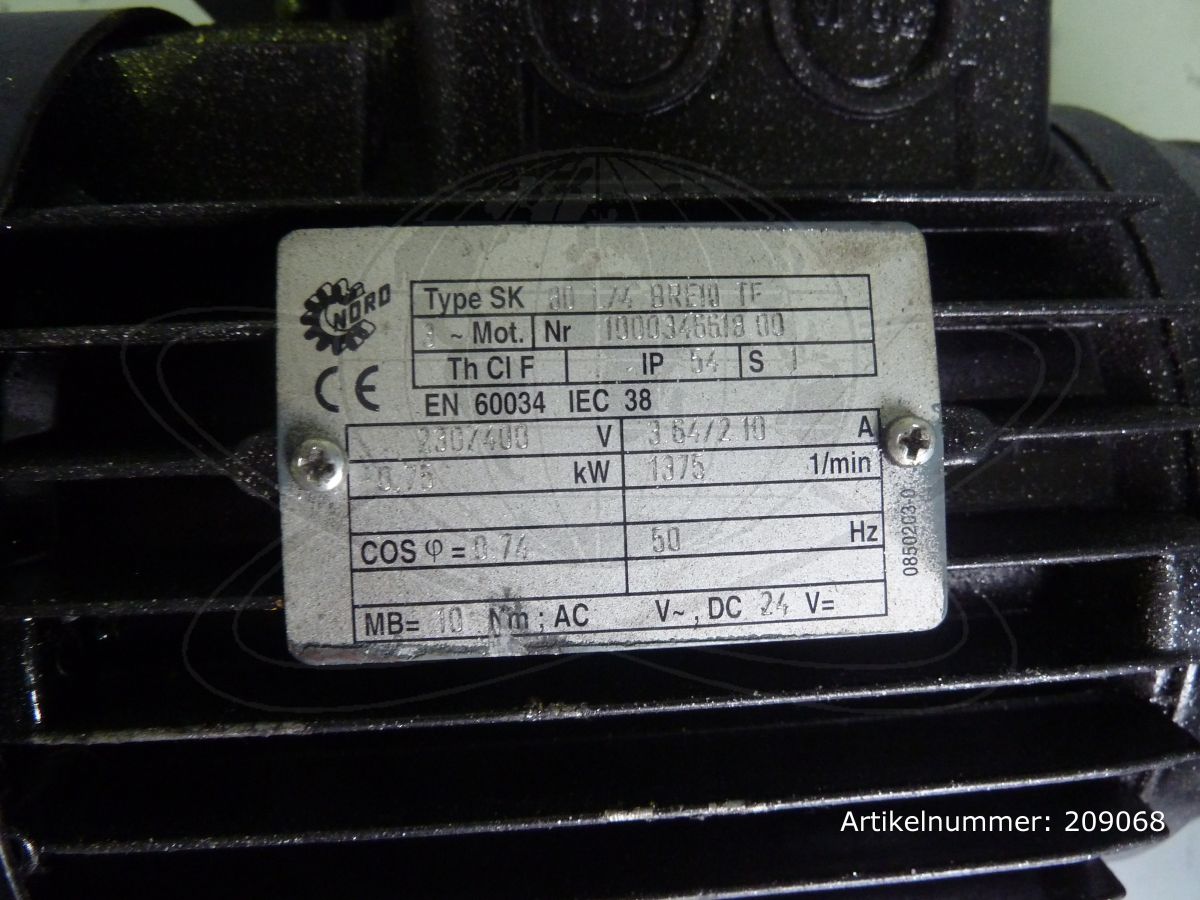 NORD
Type SK 80 L/4 BRE10 TF
3 ~ Mot. Nr 1000346618 00
CE
Th Cl F IP 54 S 1
EN 60034 IEC 38
230/400 V 3.64/2.10 A
0.75 kW 1375 1/min
COS φ = 0.74 50 Hz
MB= 10 Nm ; AC V~ , DC 24 V=
0850203-0
Artikelnummer: 209068